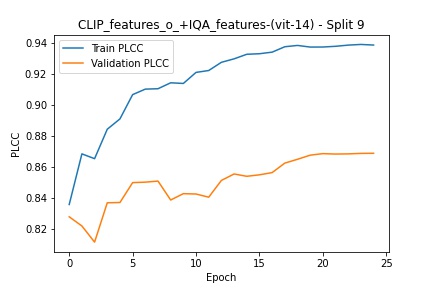 CLIP_features_o_+IQA_features-(vit-14) - Split 9
Train PLCC
Validation PLCC
PLCC
0.94
0.92
0.90
0.88
0.86
0.84
0.82
0
5
10
15
20
25
Epoch